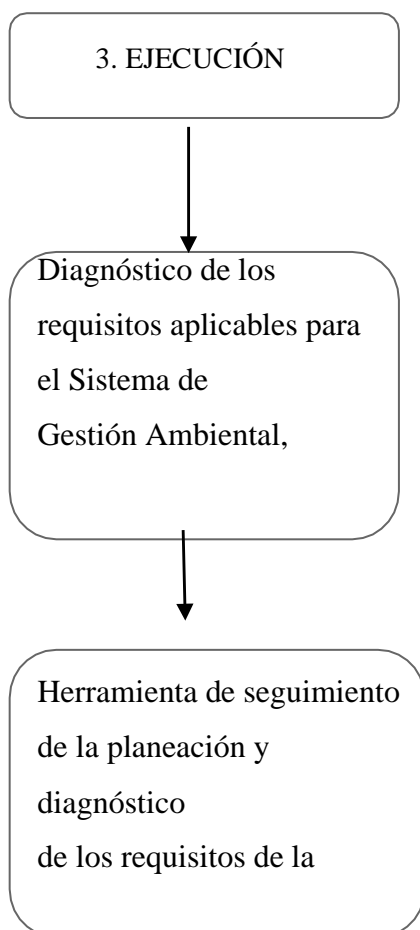 3. EJECUCIÓN
Diagnóstico de los
requisitos aplicables para
el Sistema de
Gestión Ambiental,
Herramienta de seguimiento
de la planeación y
diagnóstico
de los requisitos de la